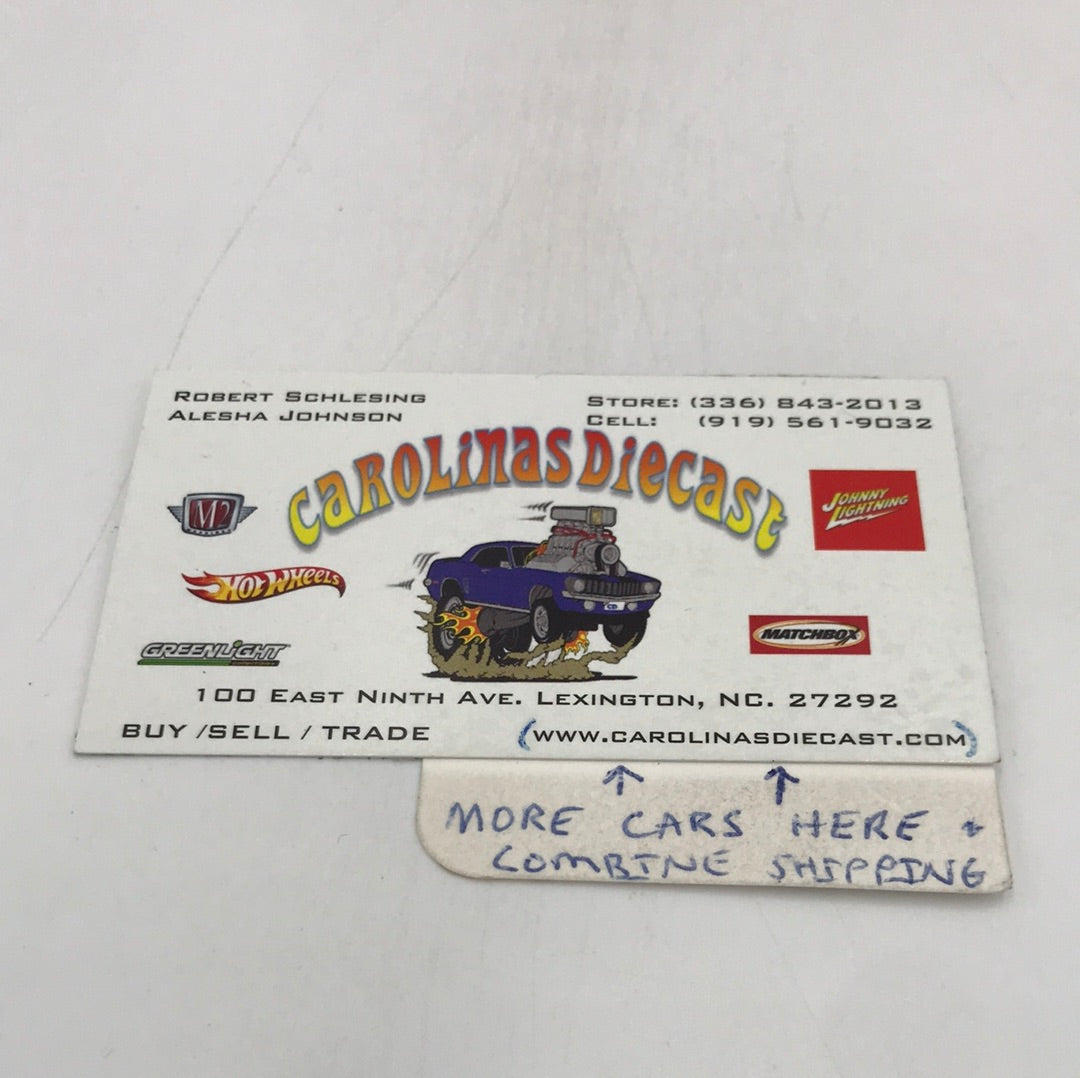 ROBERT SCHLESING
ALESHA JOHNSON
STORE: (336) 843-2013
CELL: (919) 561-9032
CAROLINAS DIECAST
M2
JOHNNY LIGHTNING
HOT WHEELS
GREENLIGHT
MATCHBOX
100 EAST NINTH AVE. LEXINGTON, NC. 27292
BUY /SELL / TRADE
(WWW.CAROLINASDIECAST.COM)
↑ ↑
MORE CARS HERE +
COMBINE SHIPPING